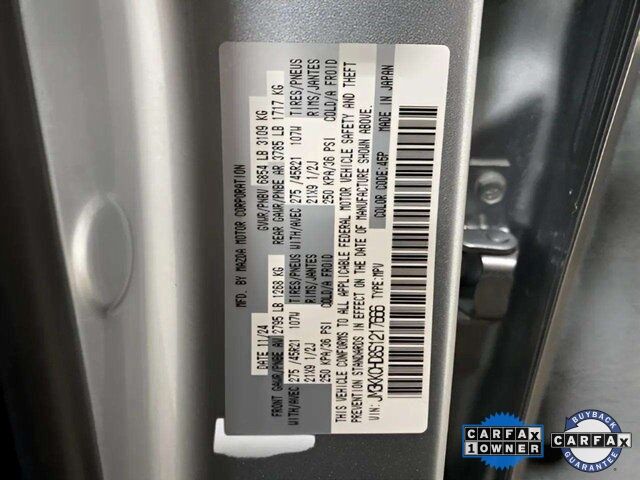 MFD. BY MAZDA MOTOR CORPORATION
DATE 11/24 GVWR/PNBV 6854 LB 3109 KG
FRONT GAWR/PNBE AV 2795 LB 1268 KG REAR GAWR/PNBE AR 3785 LB 1717 KG
WITH/AVEC TIRES/PNEUS WITH/AVEC TIRES/PNEUS
275 /45R21 107W RIMS/JANTES 275 /45R21 107W RIMS/JANTES
21X9 1/2J COLD/A FROID 21X9 1/2J COLD/A FROID
250 KPA/36 PSI 250 KPA/36 PSI
THIS VEHICLE CONFORMS TO ALL APPLICABLE FEDERAL MOTOR VEHICLE SAFETY AND THEFT
PREVENTION STANDARDS IN EFFECT ON THE DATE OF MANUFACTURE SHOWN ABOVE.
VIN: TYPE:MPV COLOR CODE:45P MADE IN JAPAN
CARFAX
1 OWNER
BUYBACK
CARFAX
GUARANTEE